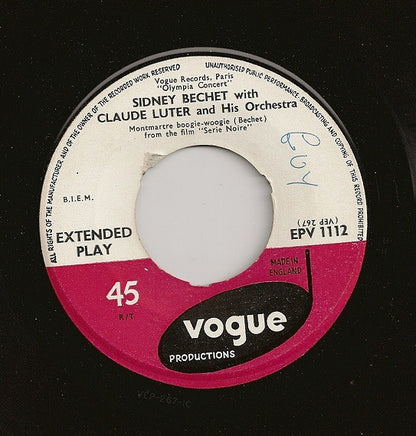 ALL RIGHTS OF THE MANUFACTURER AND OF THE OWNER OF THE RECORDED WORK RESERVED
UNAUTHORISED PUBLIC PERFORMANCE, BROADCASTING AND COPYING OF THIS RECORD PROHIBITED
Vogue Records, Paris
"Olympia Concert"
SIDNEY BECHET with
CLAUDE LUTER and His Orchestra
Montmartre boogie-woogie (Bechet)
from the film "Serie Noire"
B.I.E.M.
EXTENDED
PLAY
(VEP 267)
EPV 1112
MADE IN
ENGLAND
45
R/T
vogue
PRODUCTIONS